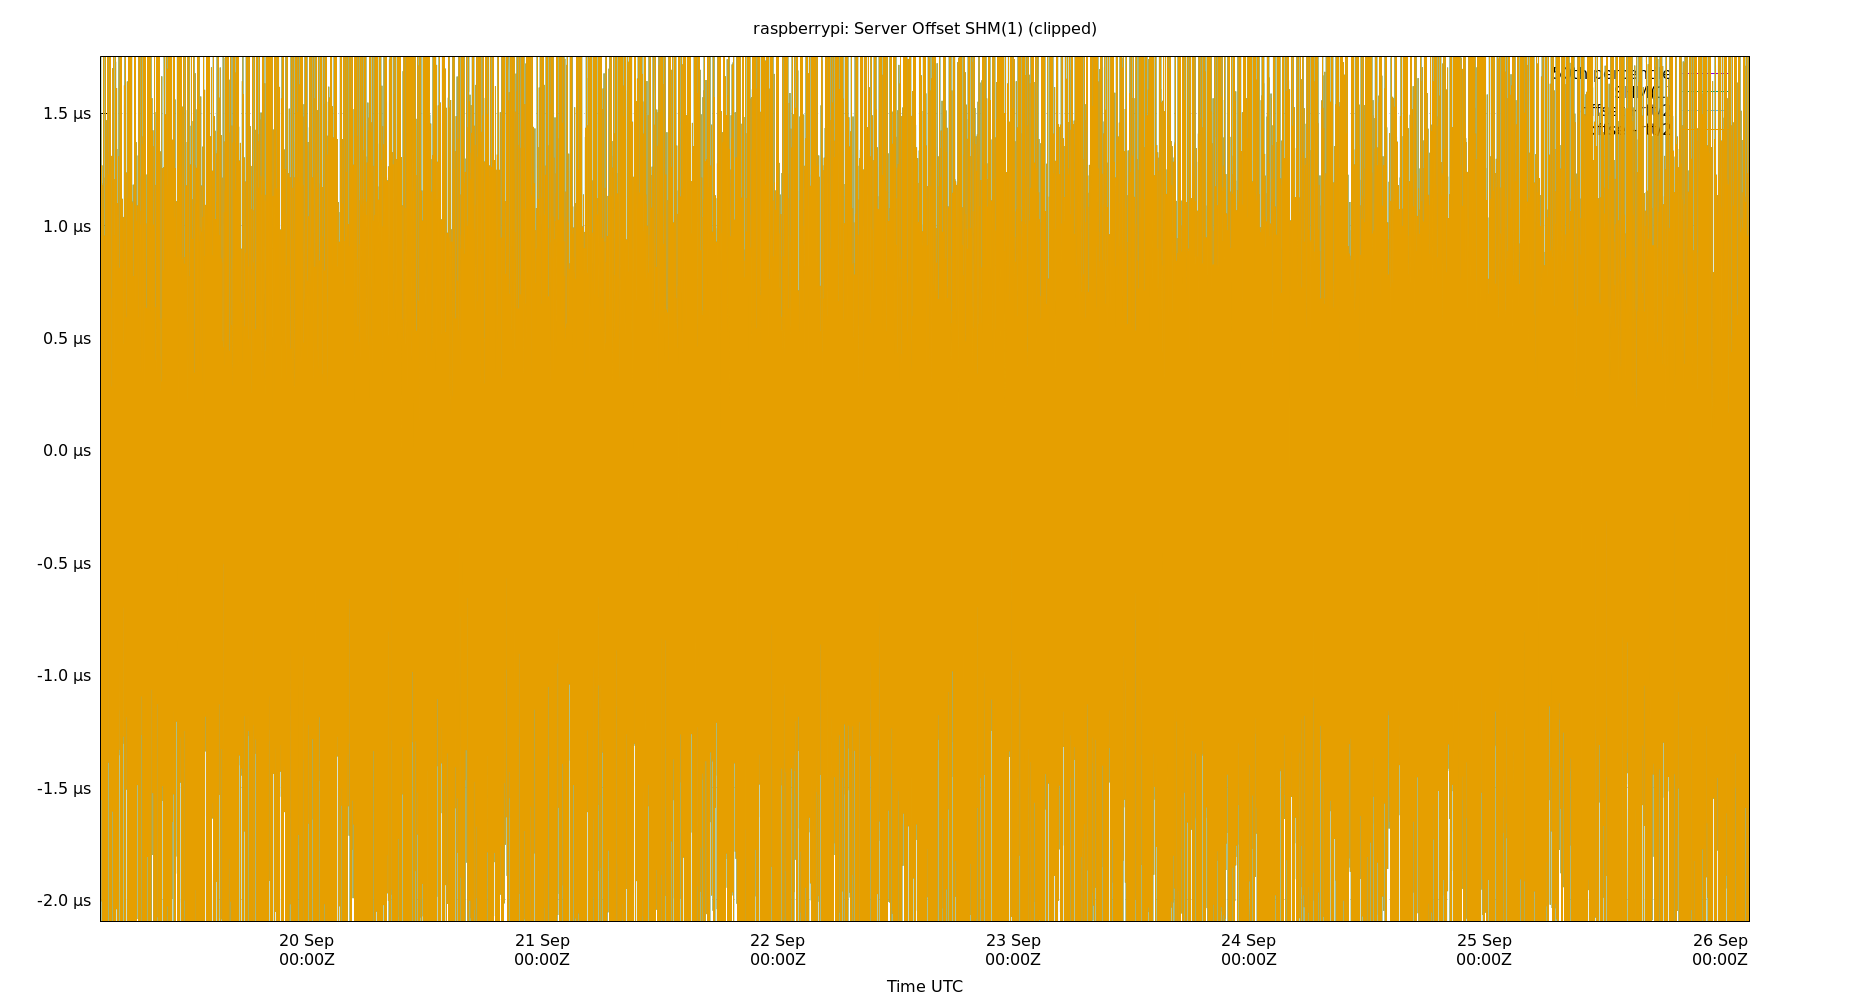 raspberrypi: Server Offset SHM(1) (clipped)
1.5 µs
1.0 µs
0.5 µs
0.0 µs
-0.5 µs
-1.0 µs
-1.5 µs
-2.0 µs
20 Sep
00:00Z
21 Sep
00:00Z
22 Sep
00:00Z
23 Sep
00:00Z
24 Sep
00:00Z
25 Sep
00:00Z
26 Sep
00:00Z
Time UTC